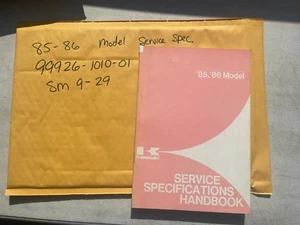 85-86 Model Service Spec.
99926-1010-01
SM 9-29
'85,'86 Model
Kawasaki
SERVICE
SPECIFICATIONS
HANDBOOK